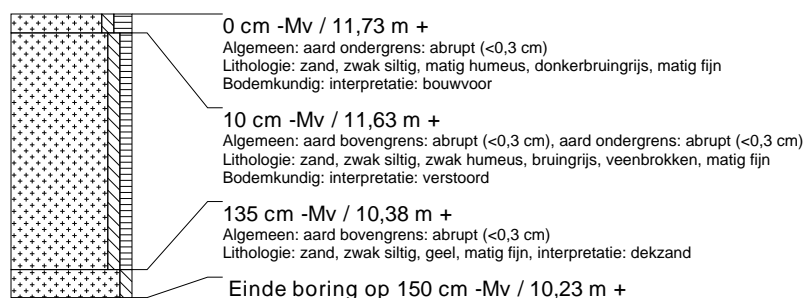 0 cm -Mv / 11,73 m +
Algemeen: aard ondergrens: abrupt (<0,3 cm)
Lithologie: zand, zwak siltig, matig humeus, donkerbruingrijs, matig fijn
Bodemkundig: interpretatie: bouwvoor
10 cm -Mv / 11,63 m +
Algemeen: aard bovengrens: abrupt (<0,3 cm), aard ondergrens: abrupt (<0,3 cm)
Lithologie: zand, zwak siltig, zwak humeus, bruingrijs, veenbrokken, matig fijn
Bodemkundig: interpretatie: verstoord
135 cm -Mv / 10,38 m +
Algemeen: aard bovengrens: abrupt (<0,3 cm)
Lithologie: zand, zwak siltig, geel, matig fijn, interpretatie: dekzand
Einde boring op 150 cm -Mv / 10,23 m +